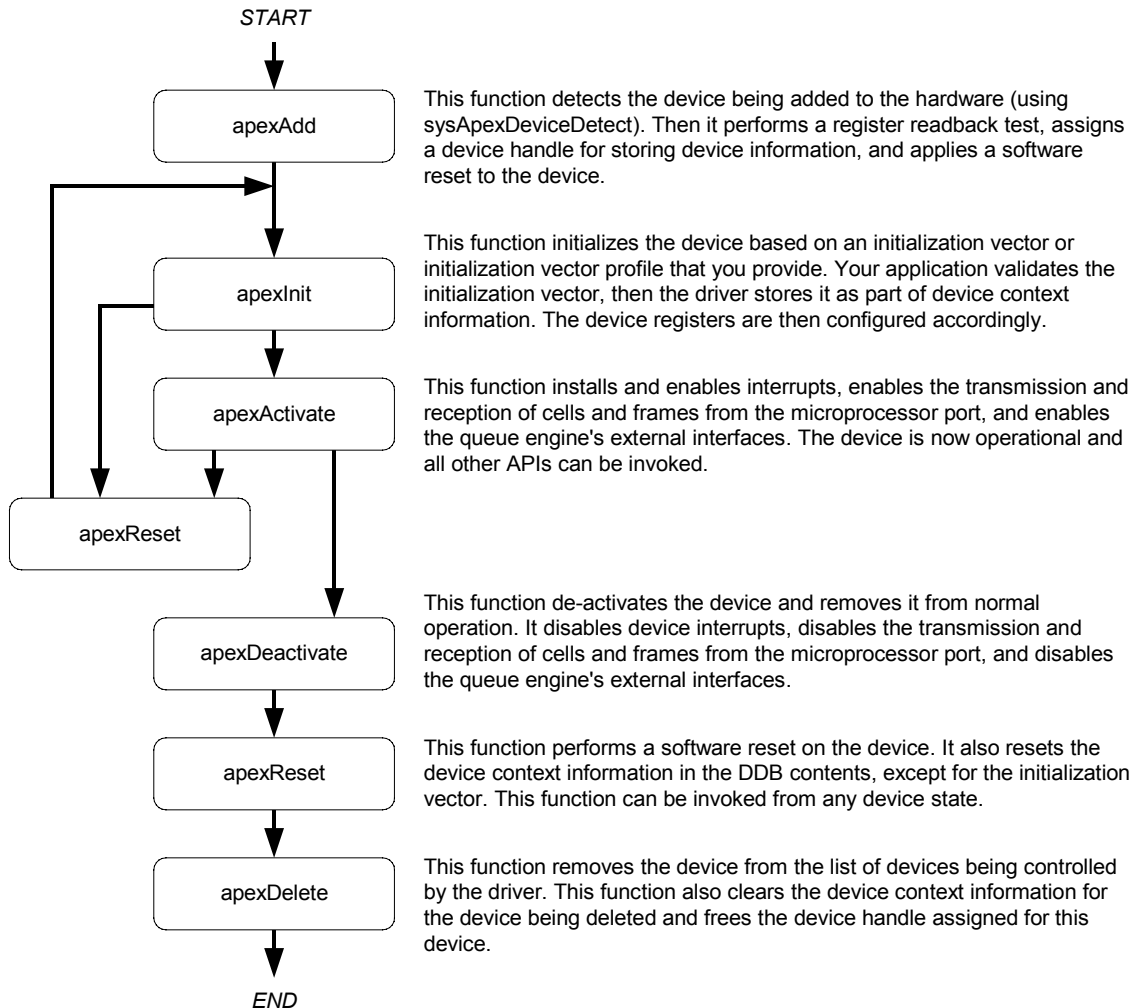 START
apexAdd
This function detects the device being added to the hardware (using
sysApexDeviceDetect). Then it performs a register readback test, assigns
a device handle for storing device information, and applies a software
reset to the device.
apexInit
This function initializes the device based on an initialization vector or
initialization vector profile that you provide. Your application validates the
initialization vector, then the driver stores it as part of device context
information. The device registers are then configured accordingly.
apexActivate
This function installs and enables interrupts, enables the transmission and
reception of cells and frames from the microprocessor port, and enables
the queue engine's external interfaces. The device is now operational and
all other APIs can be invoked.
apexReset
apexDeactivate
This function de-activates the device and removes it from normal
operation. It disables device interrupts, disables the transmission and
reception of cells and frames from the microprocessor port, and disables
the queue engine's external interfaces.
apexReset
This function performs a software reset on the device. It also resets the
device context information in the DDB contents, except for the initialization
vector. This function can be invoked from any device state.
apexDelete
This function removes the device from the list of devices being controlled
by the driver. This function also clears the device context information for
the device being deleted and frees the device handle assigned for this
device.
END